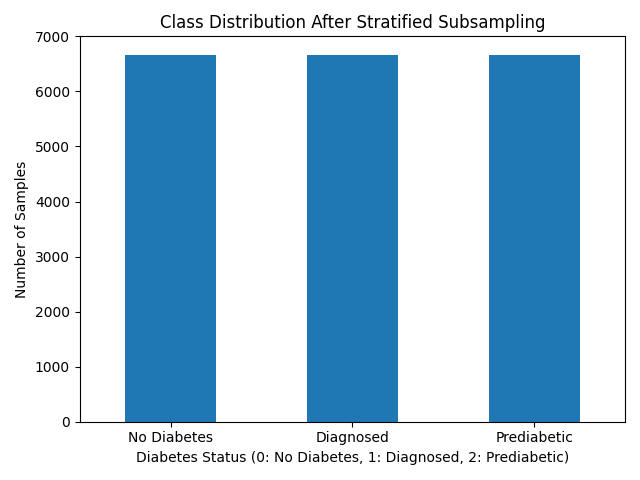 Class Distribution After Stratified Subsampling
7000
6000
5000
4000
3000
2000
1000
0
Number of Samples
No Diabetes Diagnosed Prediabetic
Diabetes Status (0: No Diabetes, 1: Diagnosed, 2: Prediabetic)